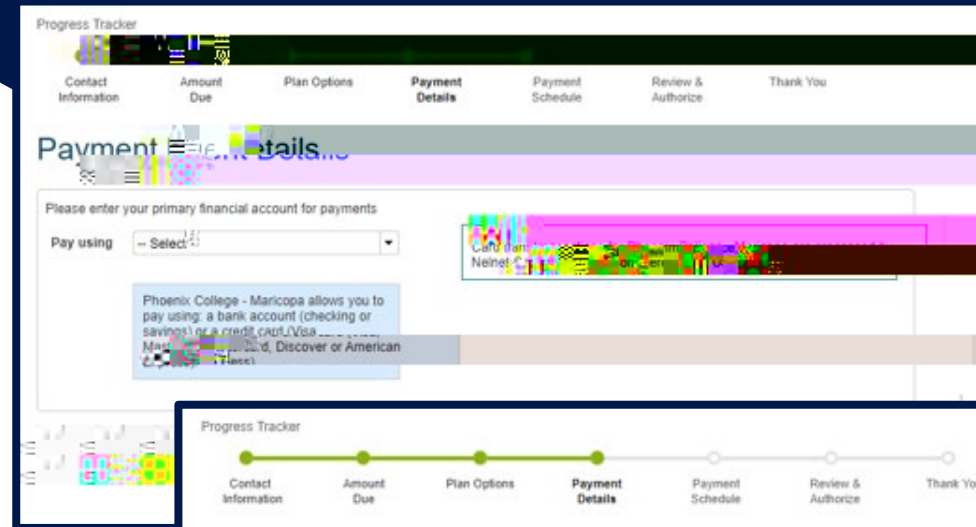 Progress Tracker
Contact Information
Amount Due
Plan Options
Payment Details
Payment Schedule
Review & Authorize
Thank You
Payment
Please enter your primary financial account for payments
Pay using
-- Select
Card
Nelnet
Phoenix College - Maricopa allows you to
pay using: a bank account (checking or
savings) or a credit card (Visa
Discover or American
Progress Tracker
Contact Information
Amount Due
Plan Options
Payment Details
Payment Schedule
Review & Authorize
Thank